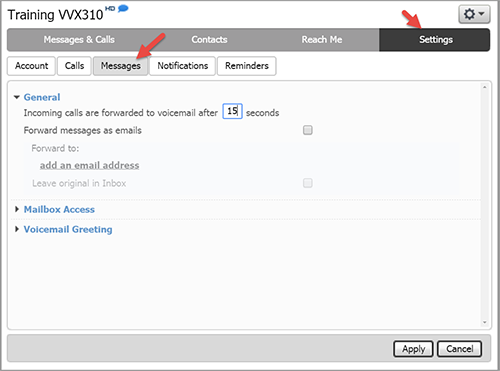 Training VVX310 HD
Messages & Calls Contacts Reach Me Settings
Account Calls Messages Notifications Reminders
General
Incoming calls are forwarded to voicemail after 15 seconds
Forward messages as emails
Forward to:
add an email address
Leave original in Inbox
Mailbox Access
Voicemail Greeting
Apply Cancel